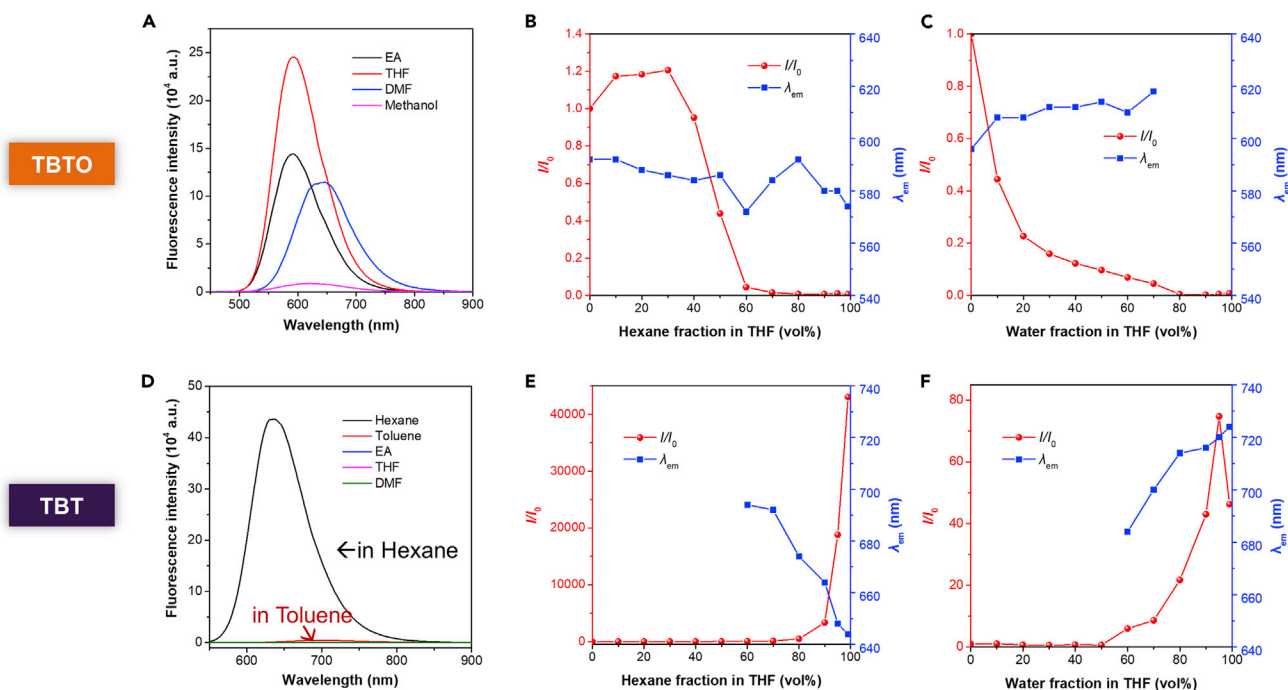 TBTO
A
Fluorescence intensity (10⁴ a.u.)
25
20
15
10
5
0
500
600
700
800
900
Wavelength (nm)
EA
THF
DMF
Methanol
B
I/I₀
1.4
1.2
1.0
0.8
0.6
0.4
0.2
0.0
0
20
40
60
80
100
Hexane fraction in THF (vol%)
I/I₀
λem
640
620
600
580
560
540
λem (nm)
C
I/I₀
1.0
0.8
0.6
0.4
0.2
0.0
0
20
40
60
80
100
Water fraction in THF (vol%)
I/I₀
λem
640
620
600
580
560
540
λem (nm)
TBT
D
Fluorescence intensity (10⁴ a.u.)
50
40
30
20
10
0
600
700
800
900
Wavelength (nm)
Hexane
Toluene
EA
THF
DMF
←in Hexane
in Toluene
E
I/I₀
40000
30000
20000
10000
0
0
20
40
60
80
100
Hexane fraction in THF (vol%)
I/I₀
λem
740
720
700
680
660
640
λem (nm)
F
I/I₀
80
60
40
20
0
0
20
40
60
80
100
Water fraction in THF (vol%)
I/I₀
λem
740
720
700
680
660
640
λem (nm)